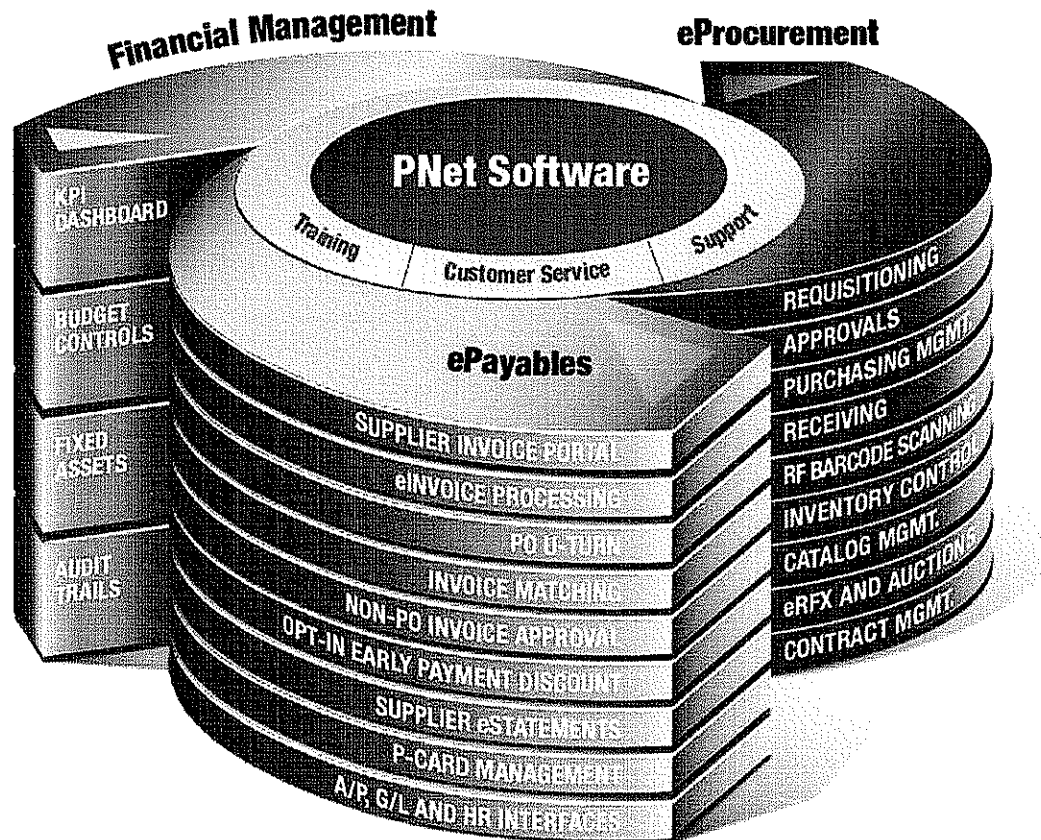 Financial Management
eProcurement
PNet Software
Training
Customer Service
Support
ePayables
KPI
DASHBOARD
BUDGET
CONTROLS
FIXED
ASSETS
AUDIT
TRAILS
SUPPLIER INVOICE PORTAL
eINVOICE PROCESSING
PO U-TURN
INVOICE MATCHING
NON-PO INVOICE APPROVAL
OPT-IN EARLY PAYMENT DISCOUNT
SUPPLIER eSTATEMENTS
P-CARD MANAGEMENT
A/P, G/L AND HR INTERFACES
REQUISITIONING
APPROVALS
PURCHASING MGMT.
RECEIVING
RF BARCODE SCANNING
INVENTORY CONTROL
CATALOG MGMT.
eRFX AND AUCTIONS
CONTRACT MGMT.